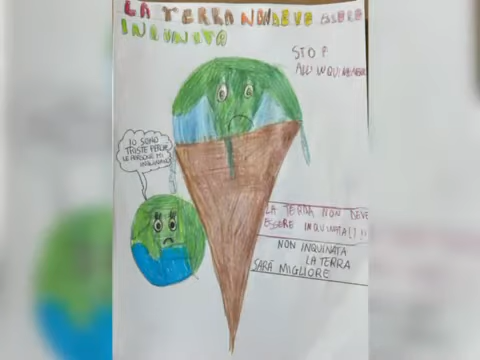 LA TERRA NON DEVE ESSERE
INQUINATA
STOP
ALL'INQUINAMENTO
IO SONO
TRISTE PERCHÈ
LE PERSONE MI
INQUINANO
LA TERRA NON DEVE
ESSERE INQUINATA!!!
NON INQUINATA
LA TERRA
SARÀ MIGLIORE